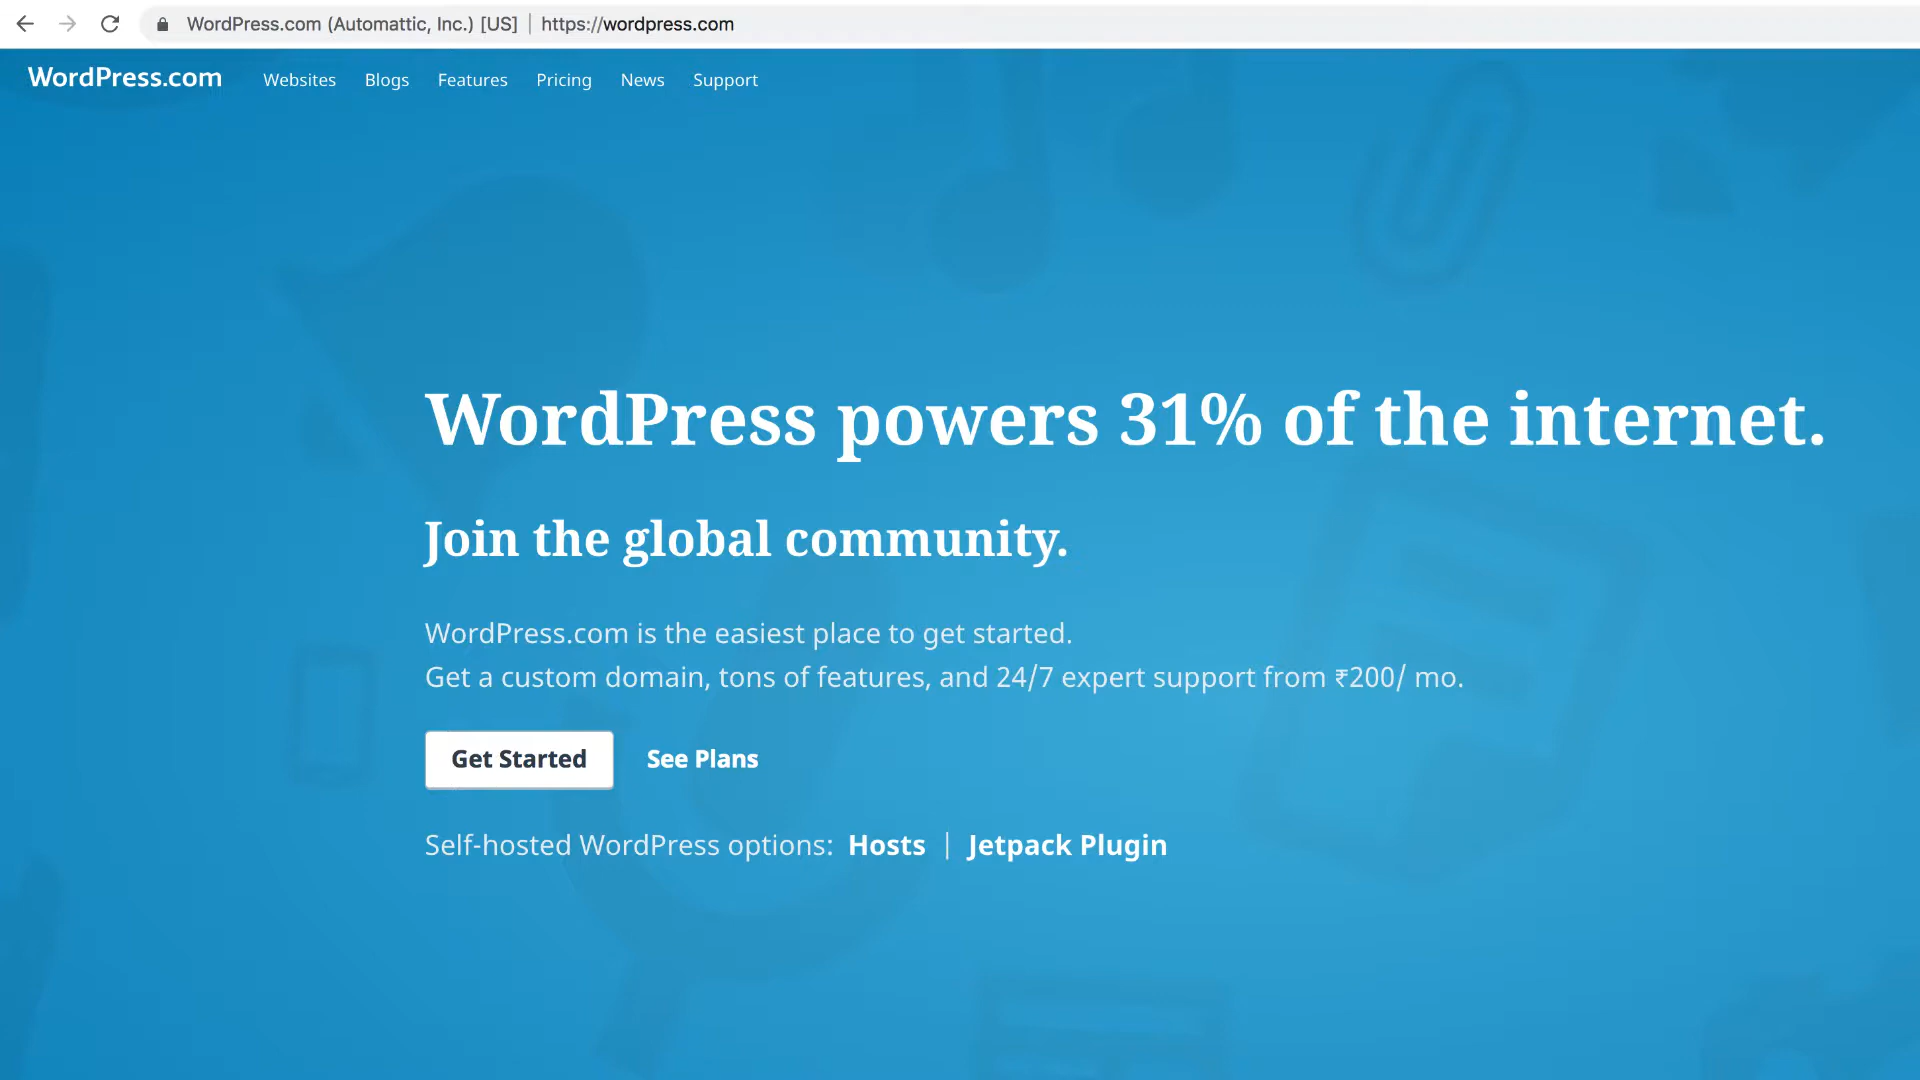 WordPress.com (Automattic, Inc.) [US] | https://wordpress.com
WordPress.com Websites Blogs Features Pricing News Support
WordPress powers 31% of the internet.
Join the global community.
WordPress.com is the easiest place to get started.
Get a custom domain, tons of features, and 24/7 expert support from ₹200/ mo.
Get Started See Plans
Self-hosted WordPress options: Hosts | Jetpack Plugin